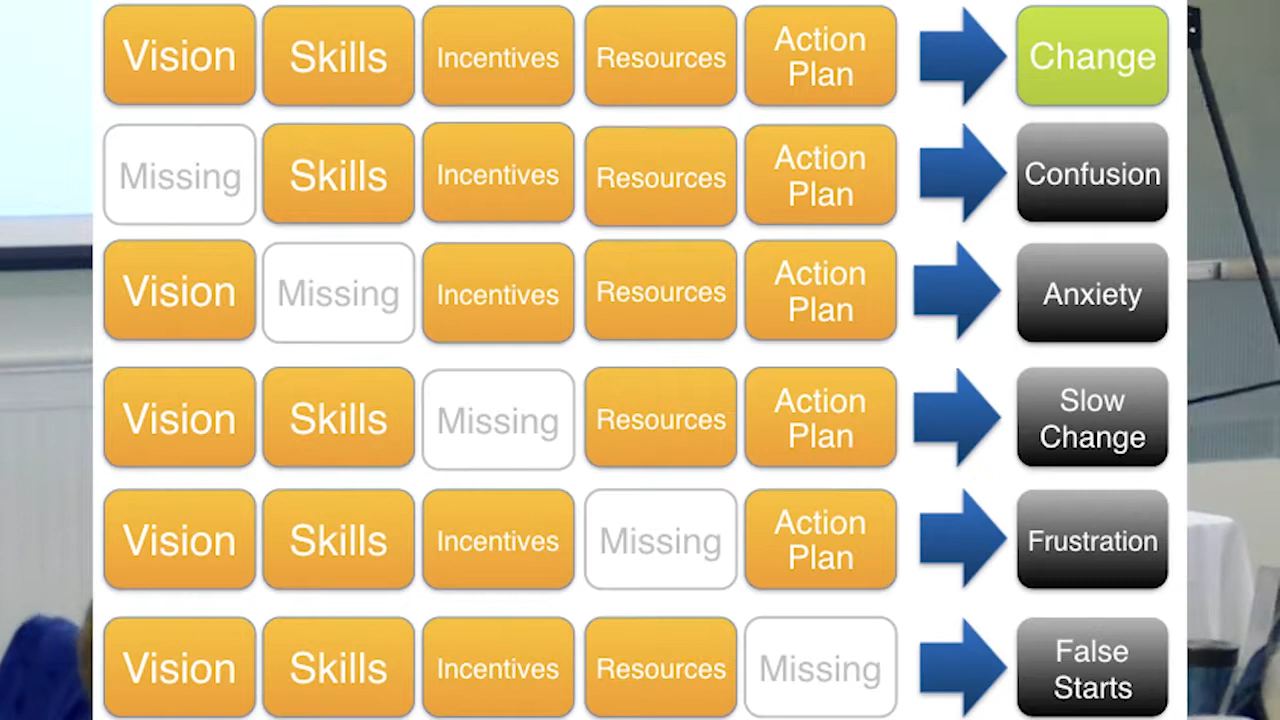 Vision Skills Incentives Resources Action Plan Change
Missing Skills Incentives Resources Action Plan Confusion
Vision Missing Incentives Resources Action Plan Anxiety
Vision Skills Missing Resources Action Plan Slow Change
Vision Skills Incentives Missing Action Plan Frustration
Vision Skills Incentives Resources Missing False Starts